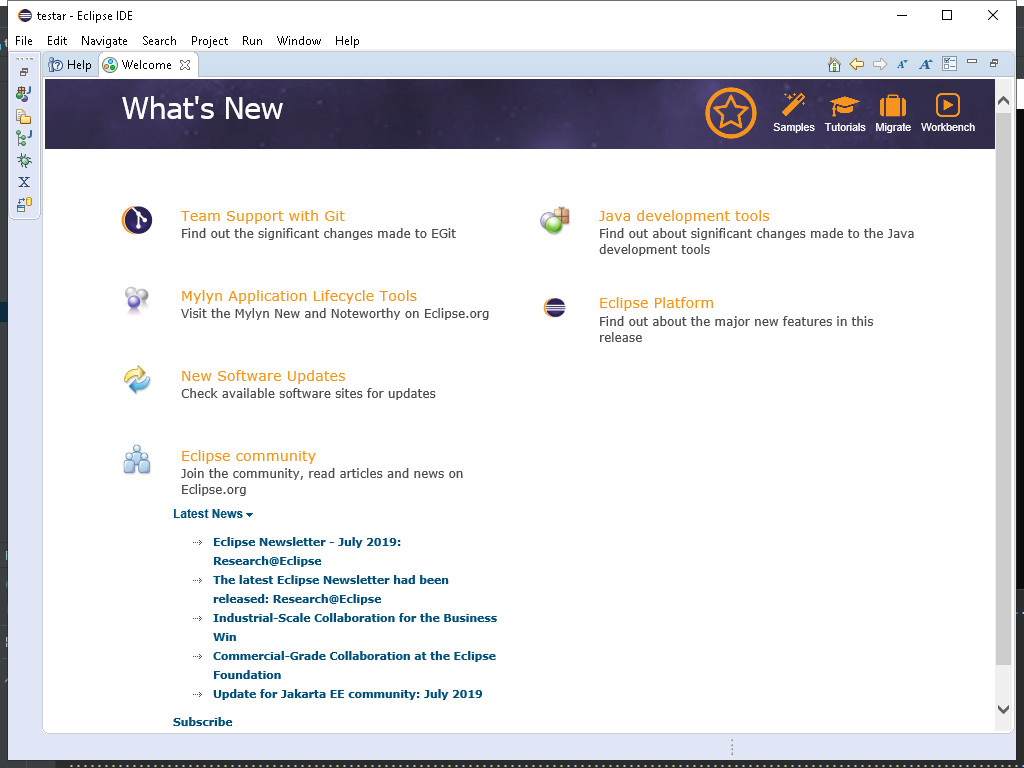 testar - Eclipse IDE
File Edit Navigate Search Project Run Window Help
Help Welcome
What's New
Samples Tutorials Migrate Workbench
Team Support with Git
Find out the significant changes made to EGit
Java development tools
Find out about significant changes made to the Java
development tools
Mylyn Application Lifecycle Tools
Visit the Mylyn New and Noteworthy on Eclipse.org
Eclipse Platform
Find out about the major new features in this
release
New Software Updates
Check available software sites for updates
Eclipse community
Join the community, read articles and news on
Eclipse.org
Latest News
Eclipse Newsletter - July 2019:
Research@Eclipse
The latest Eclipse Newsletter had been
released: Research@Eclipse
Industrial-Scale Collaboration for the Business
Win
Commercial-Grade Collaboration at the Eclipse
Foundation
Update for Jakarta EE community: July 2019
Subscribe